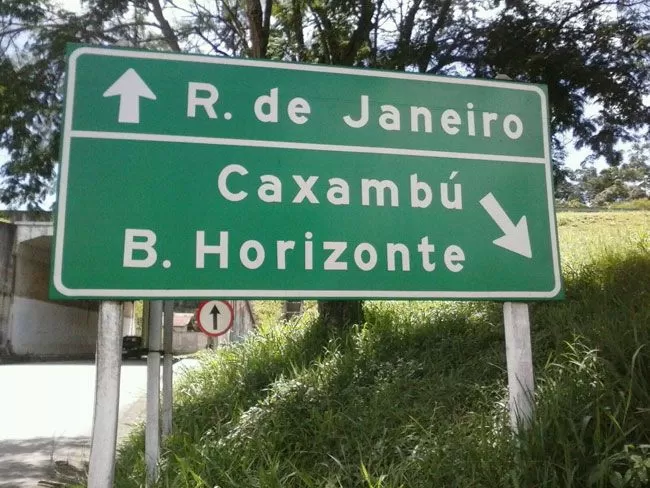 R. de Janeiro
Caxambú
B. Horizonte